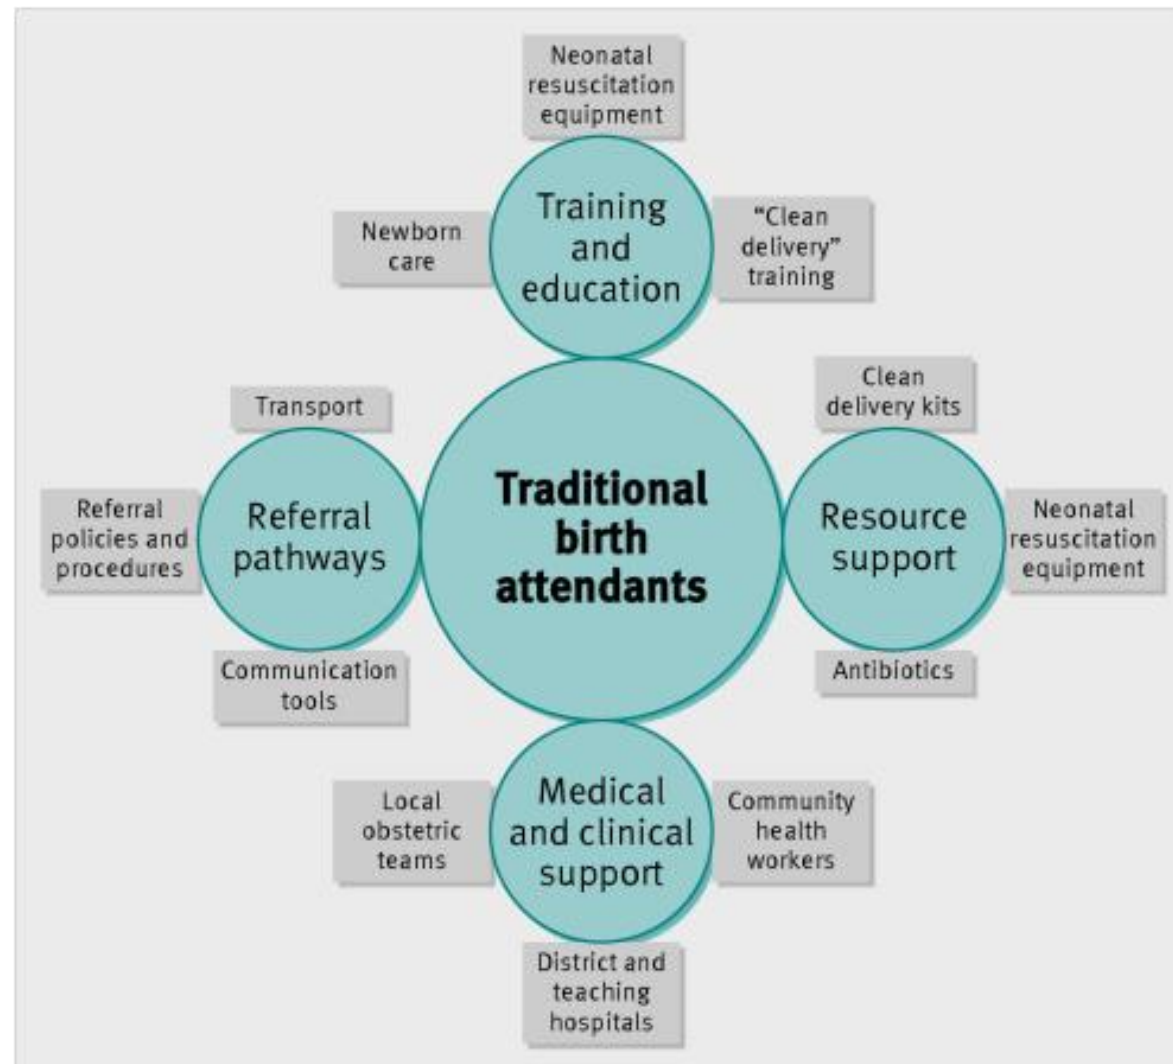 Neonatal
resuscitation
equipment
Training
and
education
Newborn
care
“Clean
delivery”
training
Transport
Referral
policies and
procedures
Referral
pathways
Communication
tools
Traditional
birth
attendants
Clean
delivery kits
Resource
support
Neonatal
resuscitation
equipment
Antibiotics
Local
obstetric
teams
Medical
and clinical
support
Community
health
workers
District and
teaching
hospitals